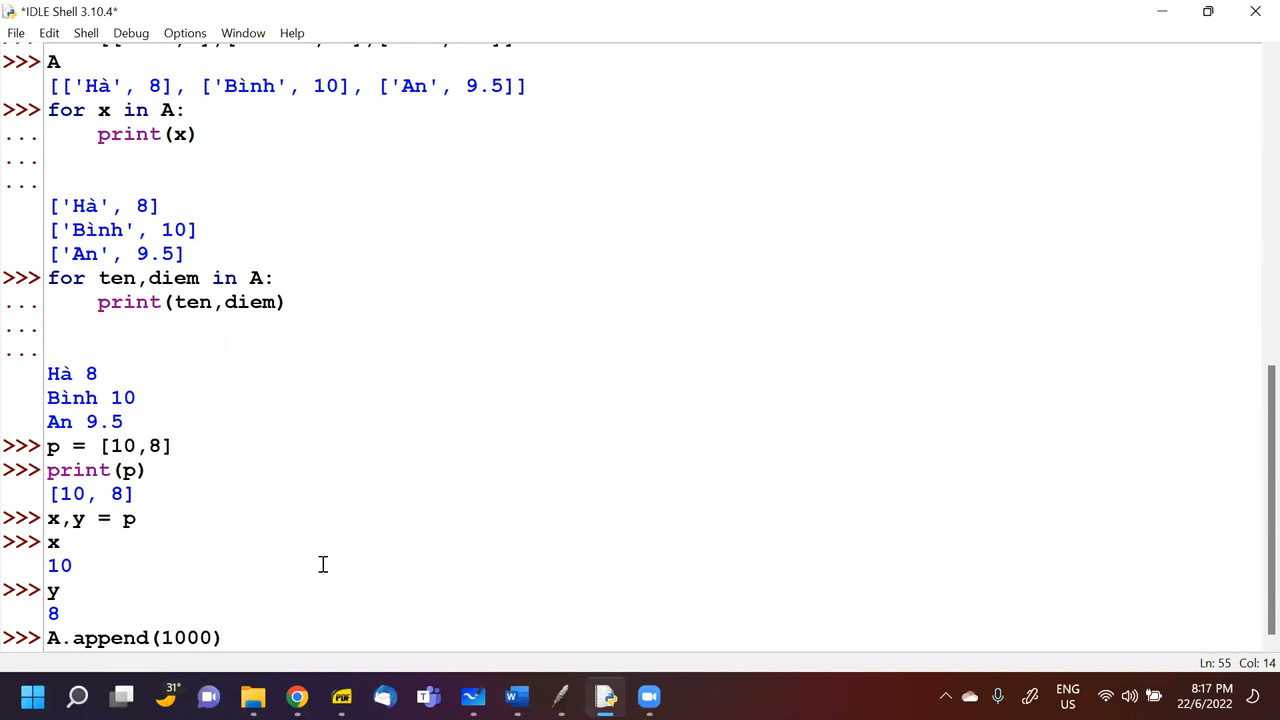 *IDLE Shell 3.10.4*
File Edit Shell Debug Options Window Help
>>> A
[['Hà', 8], ['Bình', 10], ['An', 9.5]]
>>> for x in A:
... print(x)
...
...
['Hà', 8]
['Bình', 10]
['An', 9.5]
>>> for ten,diem in A:
... print(ten,diem)
...
...
Hà 8
Bình 10
An 9.5
>>> p = [10,8]
>>> print(p)
[10, 8]
>>> x,y = p
>>> x
10
>>> y
8
>>> A.append(1000)
Ln: 55 Col: 14
31°
PDF
ENG
US
8:17 PM
22/6/2022